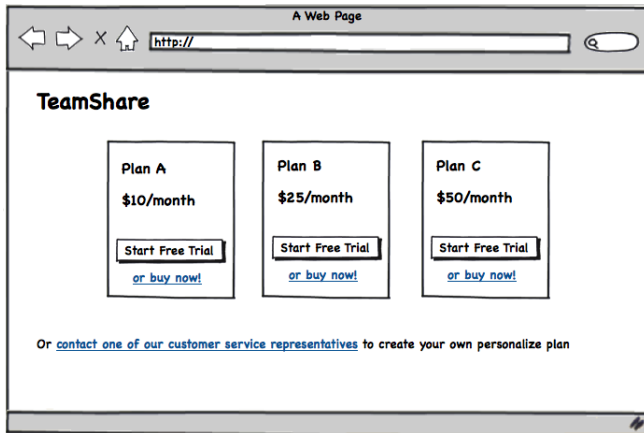 A Web Page
http://
TeamShare
Plan A
$10/month
Start Free Trial
or buy now!
Plan B
$25/month
Start Free Trial
or buy now!
Plan C
$50/month
Start Free Trial
or buy now!
Or contact one of our customer service representatives to create your own personalize plan